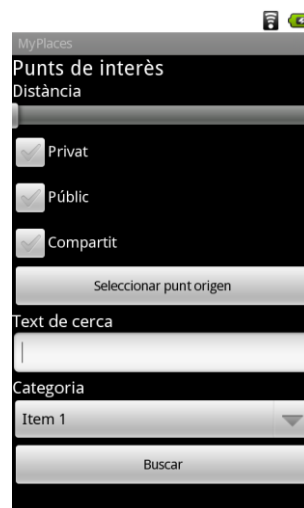 MyPlaces
Punts de interès
Distància
Privat
Públic
Compartit
Seleccionar punt origen
Text de cerca
Categoria
Item 1
Buscar